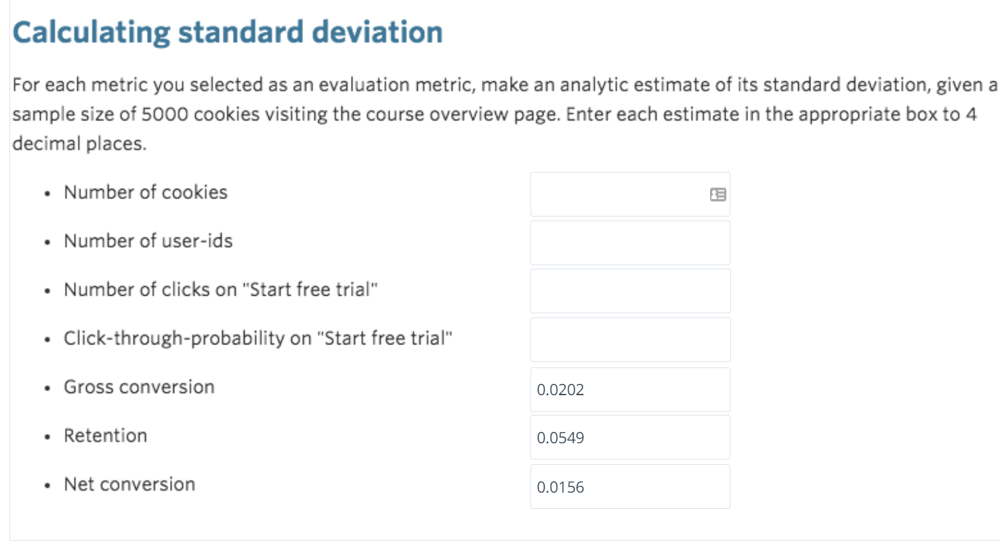 Calculating standard deviation
For each metric you selected as an evaluation metric, make an analytic estimate of its standard deviation, given a
sample size of 5000 cookies visiting the course overview page. Enter each estimate in the appropriate box to 4
decimal places.
• Number of cookies
• Number of user-ids
• Number of clicks on "Start free trial"
• Click-through-probability on "Start free trial"
• Gross conversion 0.0202
• Retention 0.0549
• Net conversion 0.0156